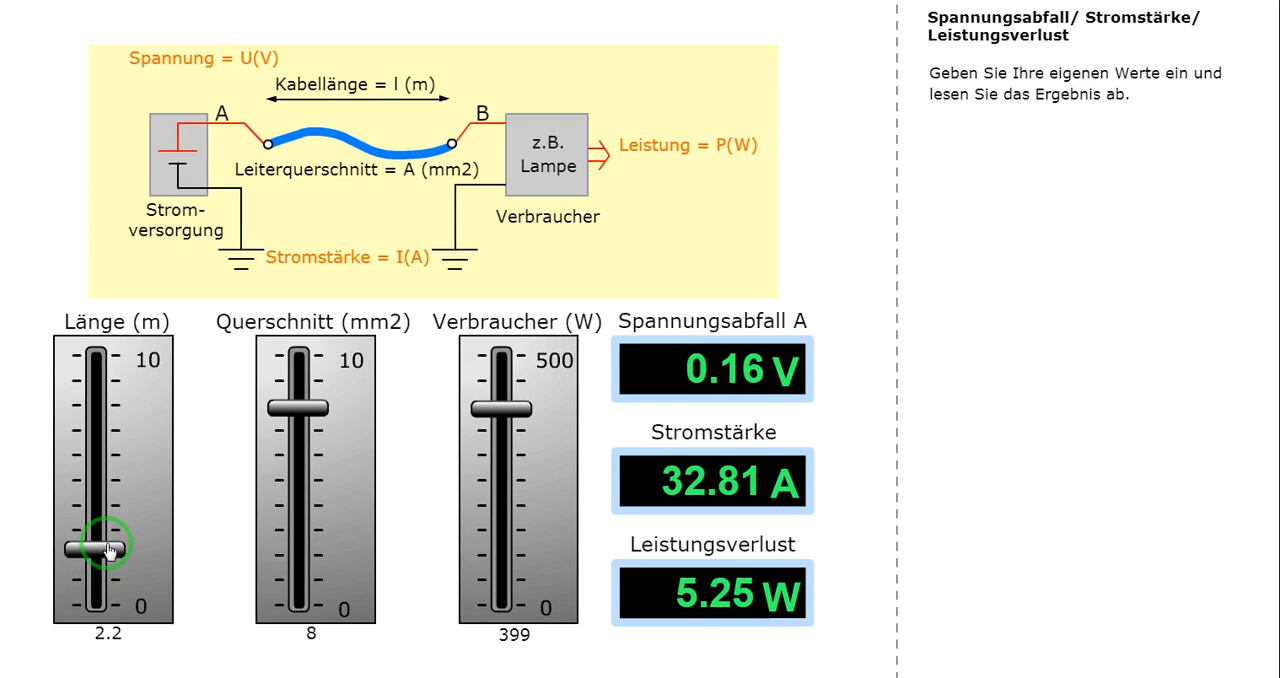 Spannungsabfall/ Stromstärke/
Leistungsverlust
Geben Sie Ihre eigenen Werte ein und
lesen Sie das Ergebnis ab.
Spannung = U(V)
Kabellänge = l (m)
A
B
z.B.
Lampe
Leistung = P(W)
Leiterquerschnitt = A (mm2)
Strom-
versorgung
Verbraucher
Stromstärke = I(A)
Länge (m)
10
0
2.2
Querschnitt (mm2)
10
0
8
Verbraucher (W)
500
0
399
Spannungsabfall A
0.16 V
Stromstärke
32.81 A
Leistungsverlust
5.25 W